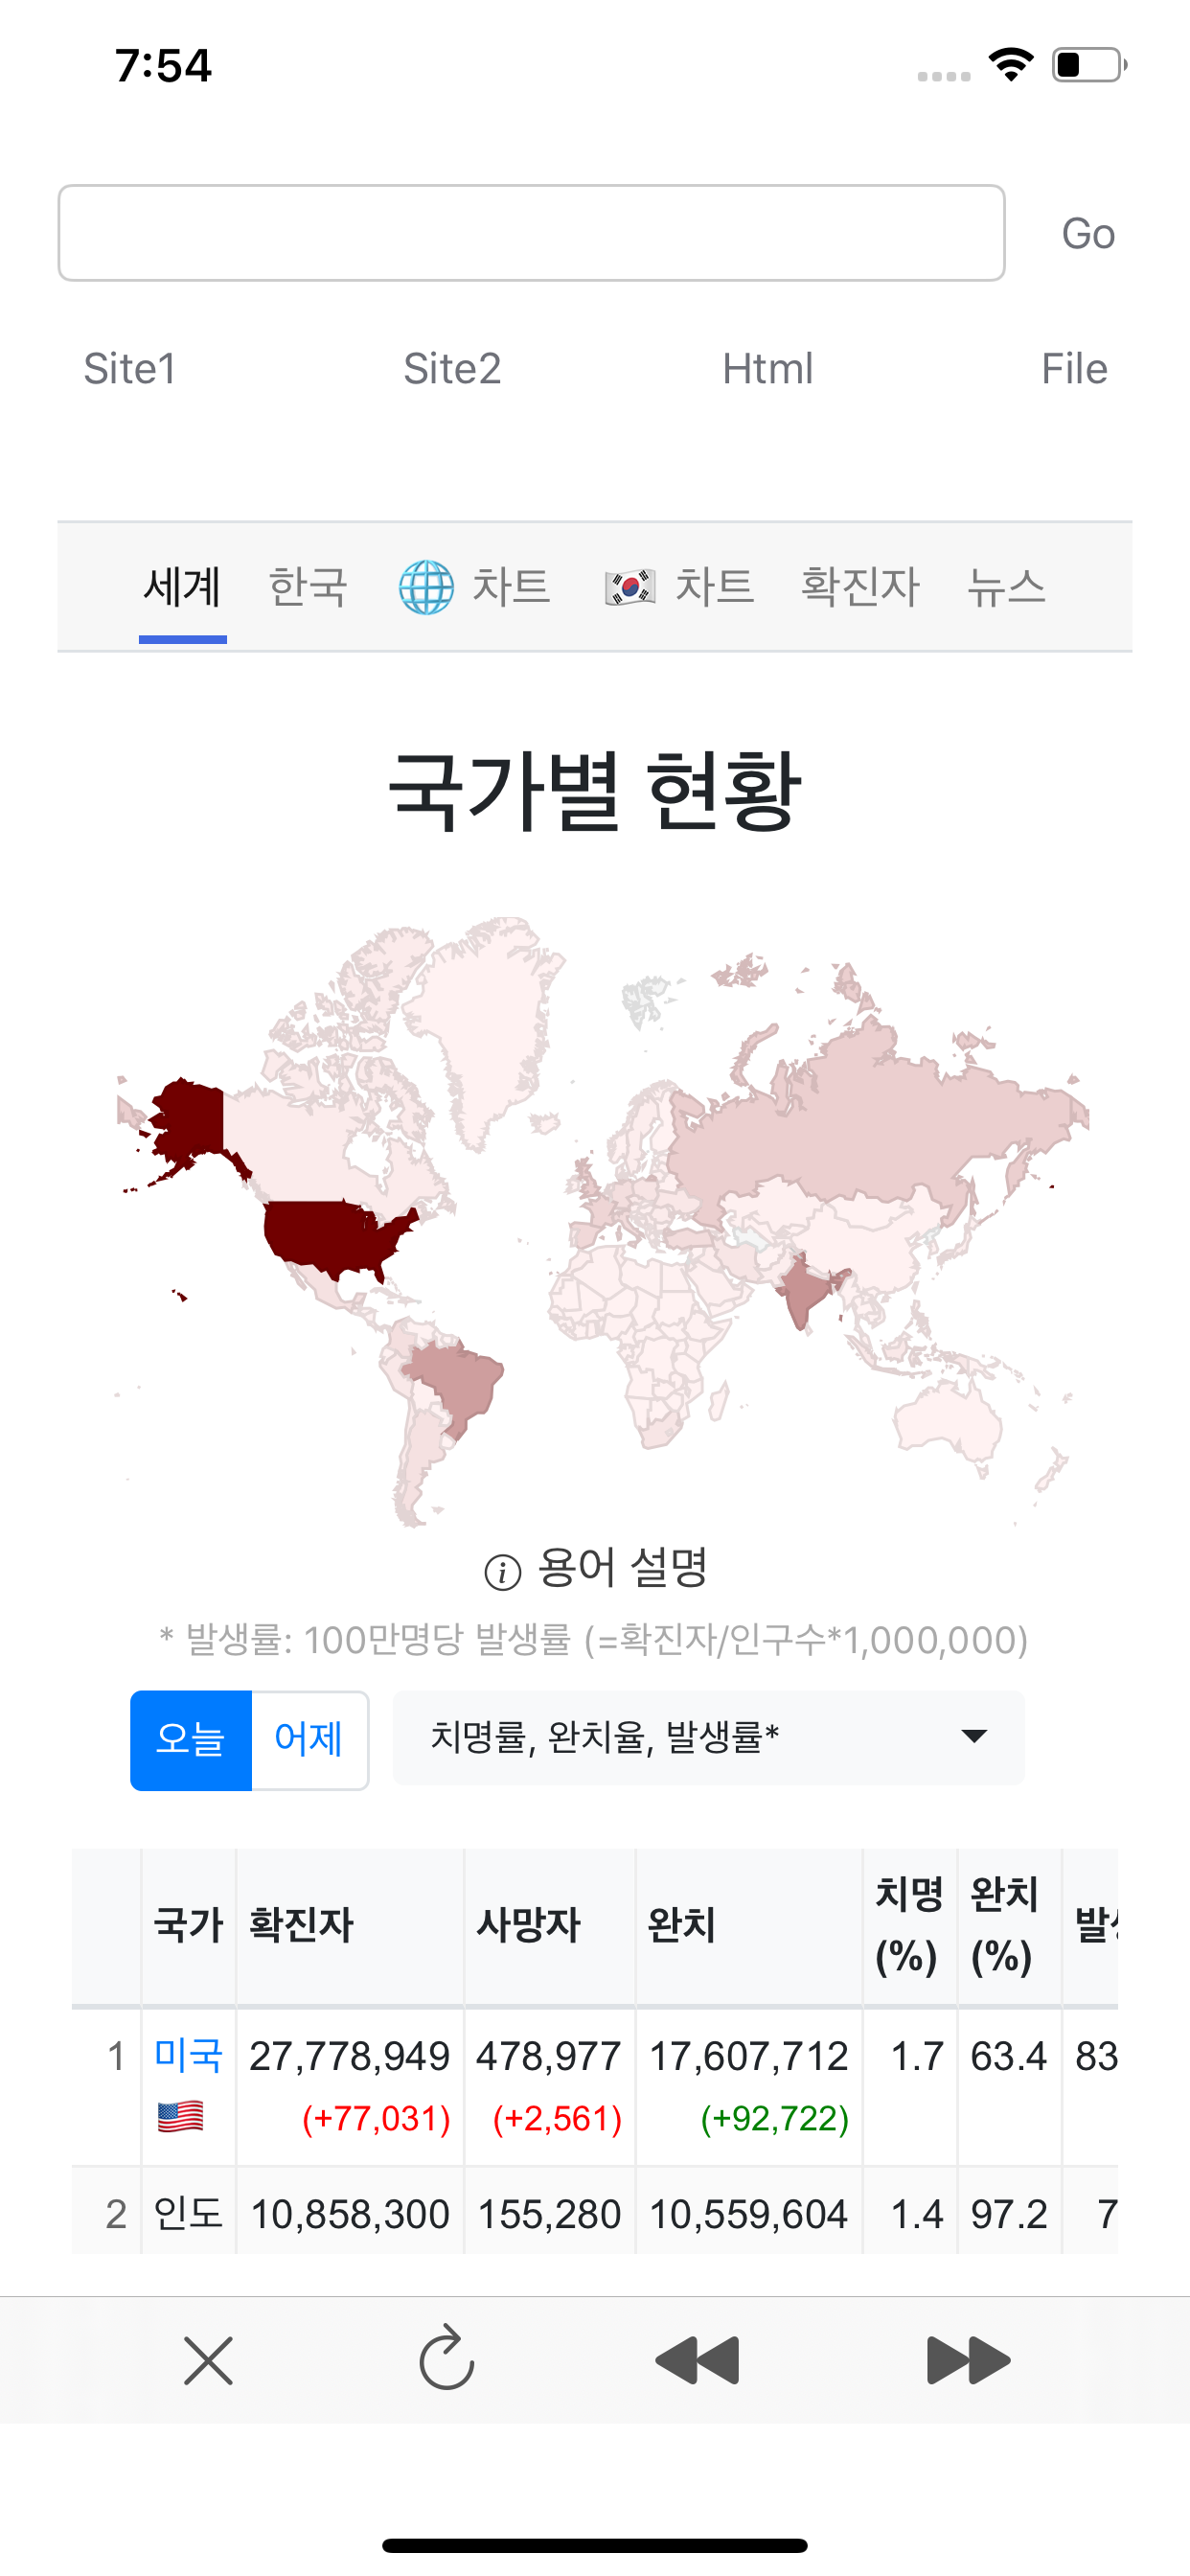 7:54
Go
Site1 Site2 Html File
세계 한국 🌐 차트 🇰🇷 차트 확진자 뉴스
국가별 현황
용어 설명
* 발생률: 100만명당 발생률 (=확진자/인구수*1,000,000)
오늘 어제 치명률, 완치율, 발생률*
국가 확진자 사망자 완치 치명 (%) 완치 (%)
1 미국 27,778,949 478,977 17,607,712 1.7 63.4 83
(+77,031) (+2,561) (+92,722)
2 인도 10,858,300 155,280 10,559,604 1.4 97.2 7